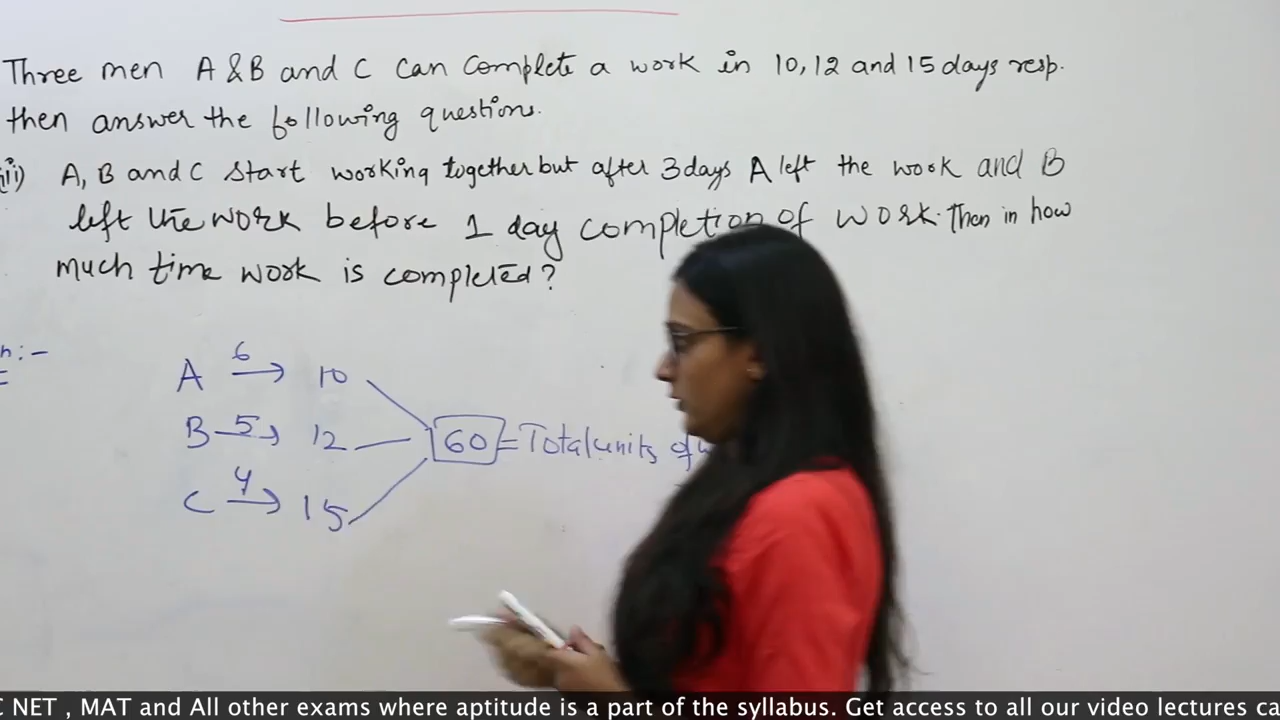 Three men A & B and C can complete a work in 10, 12 and 15 days resp.
then answer the following questions.
A, B and C start working together but after 3 days A left the work and B
left the work before 1 day completion of work. Then in how
much time work is completed?
n :-
A 6→ 10
B 5→ 12
60 = Total units of
C 4→ 15
C NET , MAT and All other exams where aptitude is a part of the syllabus. Get access to all our video lectures ca